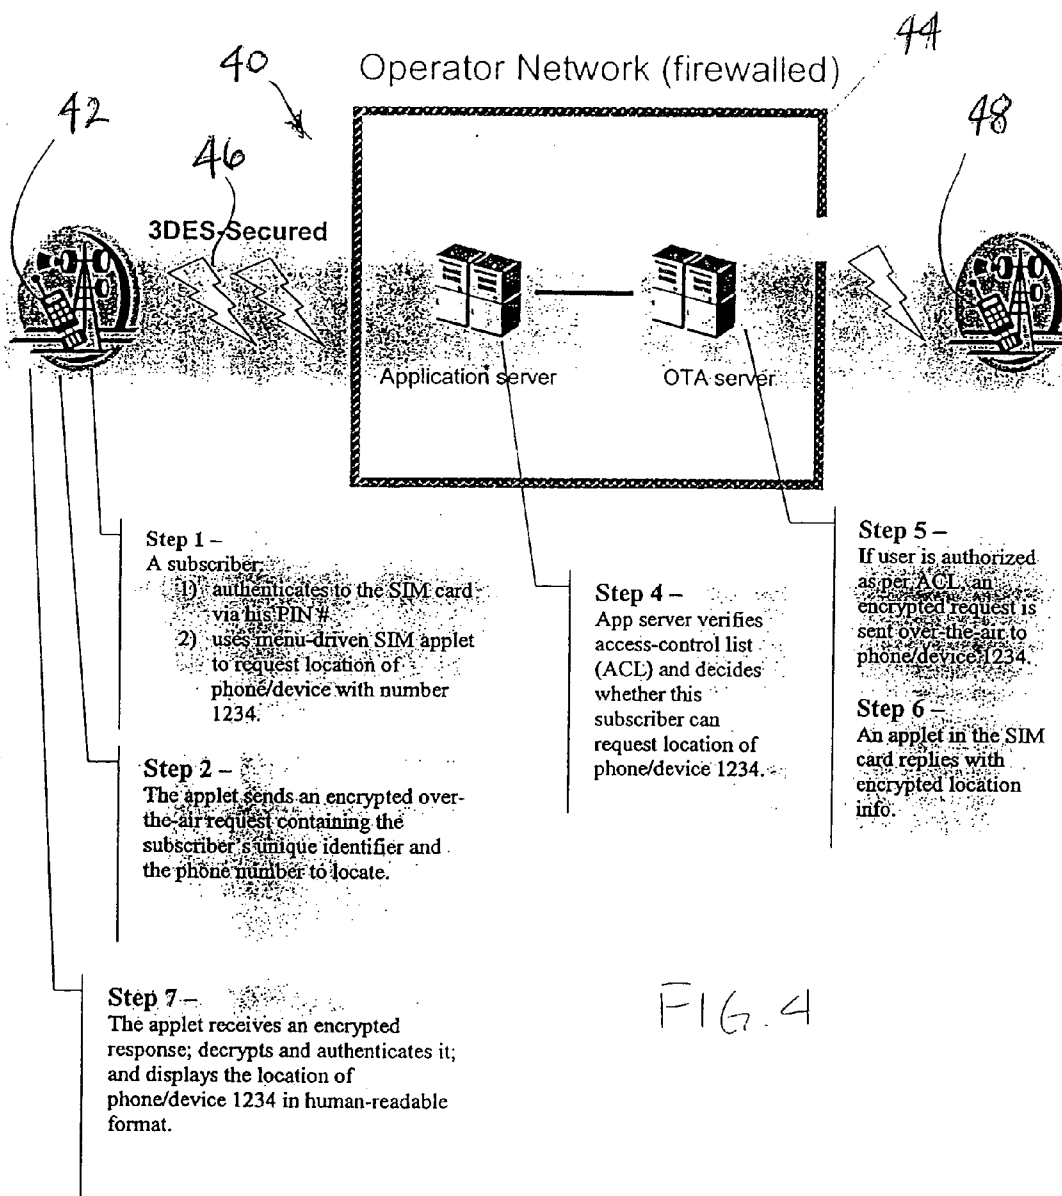 44
40
Operator Network (firewalled)
42
48
46
3DES-Secured
Application server
OTA server
Step 1 –
A subscriber:
1) authenticates to the SIM card
via his PIN #
2) uses menu-driven SIM applet
to request location of
phone/device with number
1234.
Step 2 –
The applet sends an encrypted over-
the-air request containing the
subscriber's unique identifier and
the phone number to locate.
Step 7 –
The applet receives an encrypted
response; decrypts and authenticates it;
and displays the location of
phone/device 1234 in human-readable
format.
Step 4 –
App server verifies
access-control list
(ACL) and decides
whether this
subscriber can
request location of
phone/device 1234.
Step 5 –
If user is authorized
as per ACL, an
encrypted request is
sent over-the-air to
phone/device 1234.
Step 6 –
An applet in the SIM
card replies with
encrypted location
info.
FIG. 4